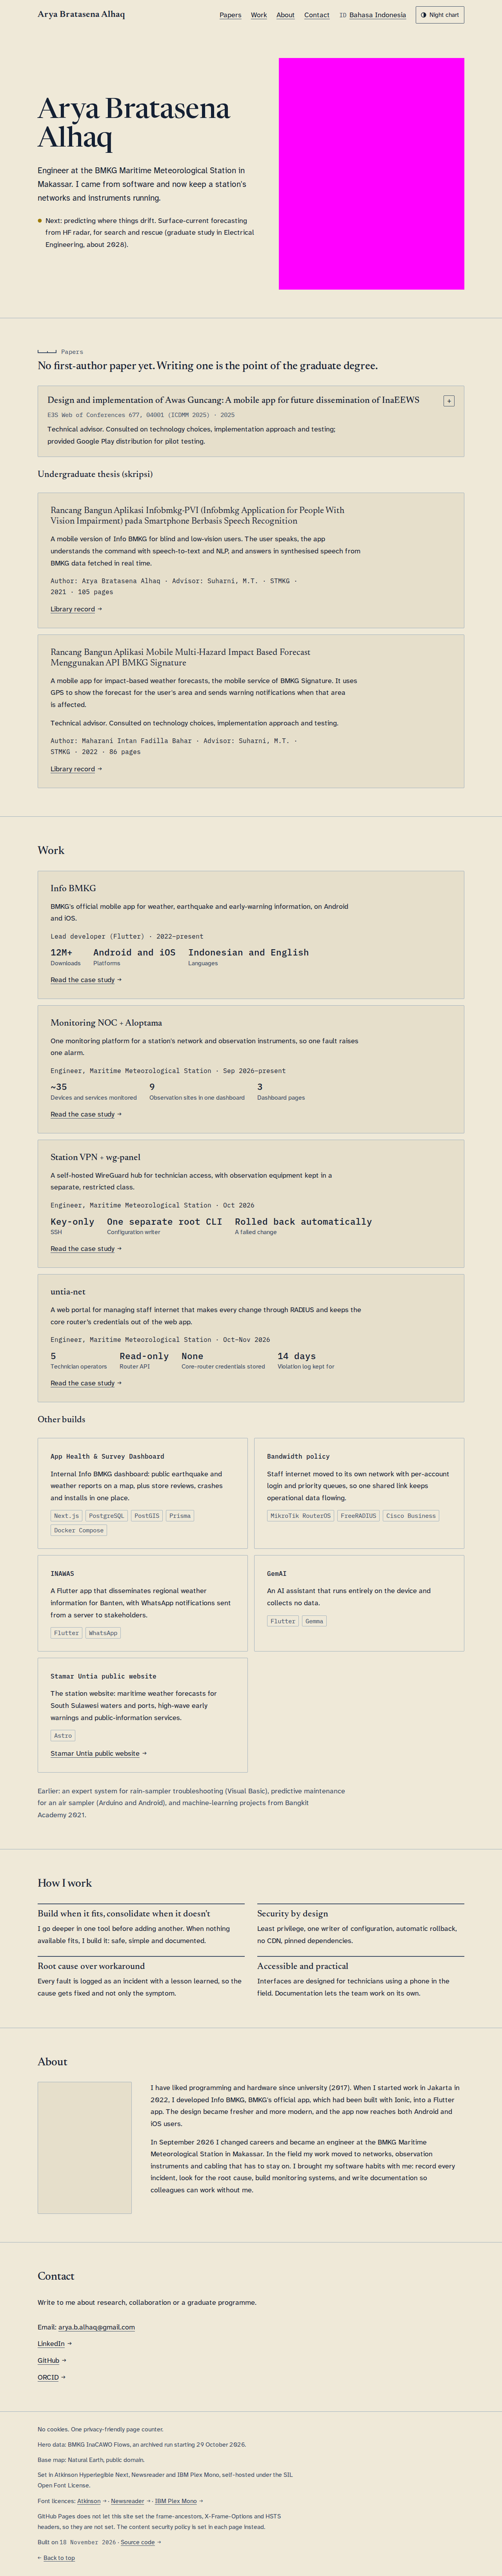 Arya Bratasena Alhaq
Papers Work About Contact ID Bahasa Indonesia Night chart
Arya Bratasena
Alhaq
Engineer at the BMKG Maritime Meteorological Station in
Makassar. I came from software and now keep a station's
networks and instruments running.
Next: predicting where things drift. Surface-current forecasting
from HF radar, for search and rescue (graduate study in Electrical
Engineering, about 2028).
Papers
No first-author paper yet. Writing one is the point of the graduate degree.
Design and implementation of Awas Guncang: A mobile app for future dissemination of InaEEWS +
E3S Web of Conferences 677, 04001 (ICDMM 2025) · 2025
Technical advisor. Consulted on technology choices, implementation approach and testing;
provided Google Play distribution for pilot testing.
Undergraduate thesis (skripsi)
Rancang Bangun Aplikasi Infobmkg-PVI (Infobmkg Application for People With
Vision Impairment) pada Smartphone Berbasis Speech Recognition
A mobile version of Info BMKG for blind and low-vision users. The user speaks, the app
understands the command with speech-to-text and NLP, and answers in synthesised speech from
BMKG data fetched in real time.
Author: Arya Bratasena Alhaq · Advisor: Suharni, M.T. · STMKG ·
2021 · 105 pages
Library record →
Rancang Bangun Aplikasi Mobile Multi-Hazard Impact Based Forecast
Menggunakan API BMKG Signature
A mobile app for impact-based weather forecasts, the mobile service of BMKG Signature. It uses
GPS to show the forecast for the user's area and sends warning notifications when that area
is affected.
Technical advisor. Consulted on technology choices, implementation approach and testing.
Author: Maharani Intan Fadilla Bahar · Advisor: Suharni, M.T. ·
STMKG · 2022 · 86 pages
Library record →
Work
Info BMKG
BMKG's official mobile app for weather, earthquake and early-warning information, on Android
and iOS.
Lead developer (Flutter) · 2022–present
12M+ Android and iOS Indonesian and English
Downloads Platforms Languages
Read the case study →
Monitoring NOC + Aloptama
One monitoring platform for a station's network and observation instruments, so one fault raises
one alarm.
Engineer, Maritime Meteorological Station · Sep 2026–present
~35 9 3
Devices and services monitored Observation sites in one dashboard Dashboard pages
Read the case study →
Station VPN + wg-panel
A self-hosted WireGuard hub for technician access, with observation equipment kept in a
separate, restricted class.
Engineer, Maritime Meteorological Station · Oct 2026
Key-only One separate root CLI Rolled back automatically
SSH Configuration writer A failed change
Read the case study →
untia-net
A web portal for managing staff internet that makes every change through RADIUS and keeps the
core router's credentials out of the web app.
Engineer, Maritime Meteorological Station · Oct–Nov 2026
5 Read-only None 14 days
Technician operators Router API Core-router credentials stored Violation log kept for
Read the case study →
Other builds
App Health & Survey Dashboard
Internal Info BMKG dashboard: public earthquake and
weather reports on a map, plus store reviews, crashes
and installs in one place.
Next.js PostgreSQL PostGIS Prisma
Docker Compose
Bandwidth policy
Staff internet moved to its own network with per-account
login and priority queues, so one shared link keeps
operational data flowing.
MikroTik RouterOS FreeRADIUS Cisco Business
INAWAS
A Flutter app that disseminates regional weather
information for Banten, with WhatsApp notifications sent
from a server to stakeholders.
Flutter WhatsApp
GemAI
An AI assistant that runs entirely on the device and
collects no data.
Flutter Gemma
Stamar Untia public website
The station website: maritime weather forecasts for
South Sulawesi waters and ports, high-wave early
warnings and public-information services.
Astro
Stamar Untia public website →
Earlier: an expert system for rain-sampler troubleshooting (Visual Basic), predictive maintenance
for an air sampler (Arduino and Android), and machine-learning projects from Bangkit
Academy 2021.
How I work
Build when it fits, consolidate when it doesn't
I go deeper in one tool before adding another. When nothing
available fits, I build it: safe, simple and documented.
Security by design
Least privilege, one writer of configuration, automatic rollback,
no CDN, pinned dependencies.
Root cause over workaround
Every fault is logged as an incident with a lesson learned, so the
cause gets fixed and not only the symptom.
Accessible and practical
Interfaces are designed for technicians using a phone in the
field. Documentation lets the team work on its own.
About
I have liked programming and hardware since university (2017). When I started work in Jakarta in
2022, I developed Info BMKG, BMKG's official app, which had been built with Ionic, into a Flutter
app. The design became fresher and more modern, and the app now reaches both Android and
iOS users.
In September 2026 I changed careers and became an engineer at the BMKG Maritime
Meteorological Station in Makassar. In the field my work moved to networks, observation
instruments and cabling that has to stay on. I brought my software habits with me: record every
incident, look for the root cause, build monitoring systems, and write documentation so
colleagues can work without me.
Contact
Write to me about research, collaboration or a graduate programme.
Email: arya.b.alhaq@gmail.com
LinkedIn →
GitHub →
ORCID →
No cookies. One privacy-friendly page counter.
Hero data: BMKG InaCAWO Flows, an archived run starting 29 October 2026.
Base map: Natural Earth, public domain.
Set in Atkinson Hyperlegible Next, Newsreader and IBM Plex Mono, self-hosted under the SIL
Open Font License.
Font licences: Atkinson → · Newsreader → · IBM Plex Mono →
GitHub Pages does not let this site set the frame-ancestors, X-Frame-Options and HSTS
headers, so they are not set. The content security policy is set in each page instead.
Built on 18 November 2026 · Source code →
← Back to top